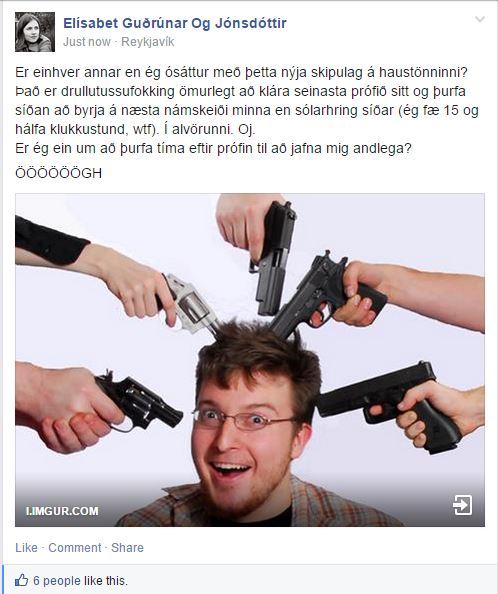 Elísabet Guðrúnar Og Jónsdóttir
Just now · Reykjavík
Er einhver annar en ég ósáttur með þetta nýja skipulag á haustönninni?
Það er drullutussufokking ömurlegt að klára seinasta prófið sitt og þurfa
síðan að byrja á næsta námskeiði minna en sólarhring síðar (ég fæ 15 og
hálfa klukkustund, wtf). Í alvörunni. Oj.
Er ég ein um að þurfa tíma eftir prófin til að jafna mig andlega?
ÖÖÖÖÖÖGH
I.IMGUR.COM
Like · Comment · Share
6 people like this.